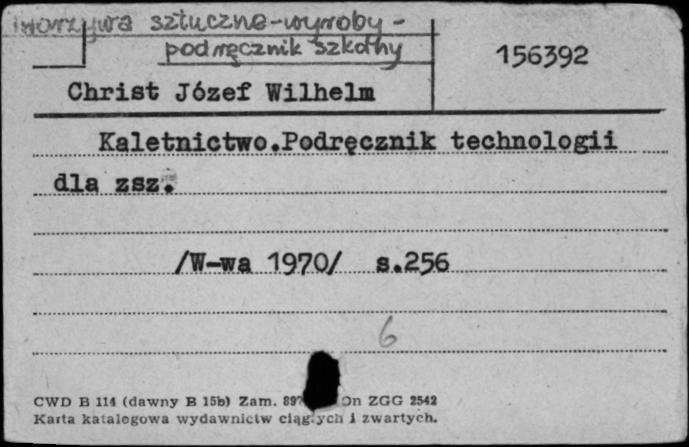 Tworzywa sztuczne-wyroby-
podręcznik szkolny
156392
Christ Józef Wilhelm
Kaletnictwo.Podręcznik technologii
dla zsz.
/W-wa 1970/ s.256
6
CWD B 114 (dawny B 15b) Zam. ZGG 2542
Karta katalogowa wydawnictw ciągłych i zwartych.